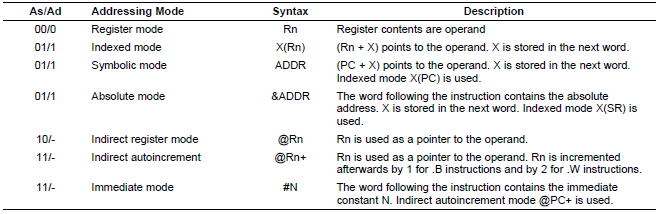 As/Ad Addressing Mode Syntax Description
00/0 Register mode Rn Register contents are operand
01/1 Indexed mode X(Rn) (Rn + X) points to the operand. X is stored in the next word.
01/1 Symbolic mode ADDR (PC + X) points to the operand. X is stored in the next word.
Indexed mode X(PC) is used.
01/1 Absolute mode &ADDR The word following the instruction contains the absolute
address. X is stored in the next word. Indexed mode X(SR) is
used.
10/- Indirect register mode @Rn Rn is used as a pointer to the operand.
11/- Indirect autoincrement @Rn+ Rn is used as a pointer to the operand. Rn is incremented
afterwards by 1 for .B instructions and by 2 for .W instructions.
11/- Immediate mode #N The word following the instruction contains the immediate
constant N. Indirect autoincrement mode @PC+ is used.